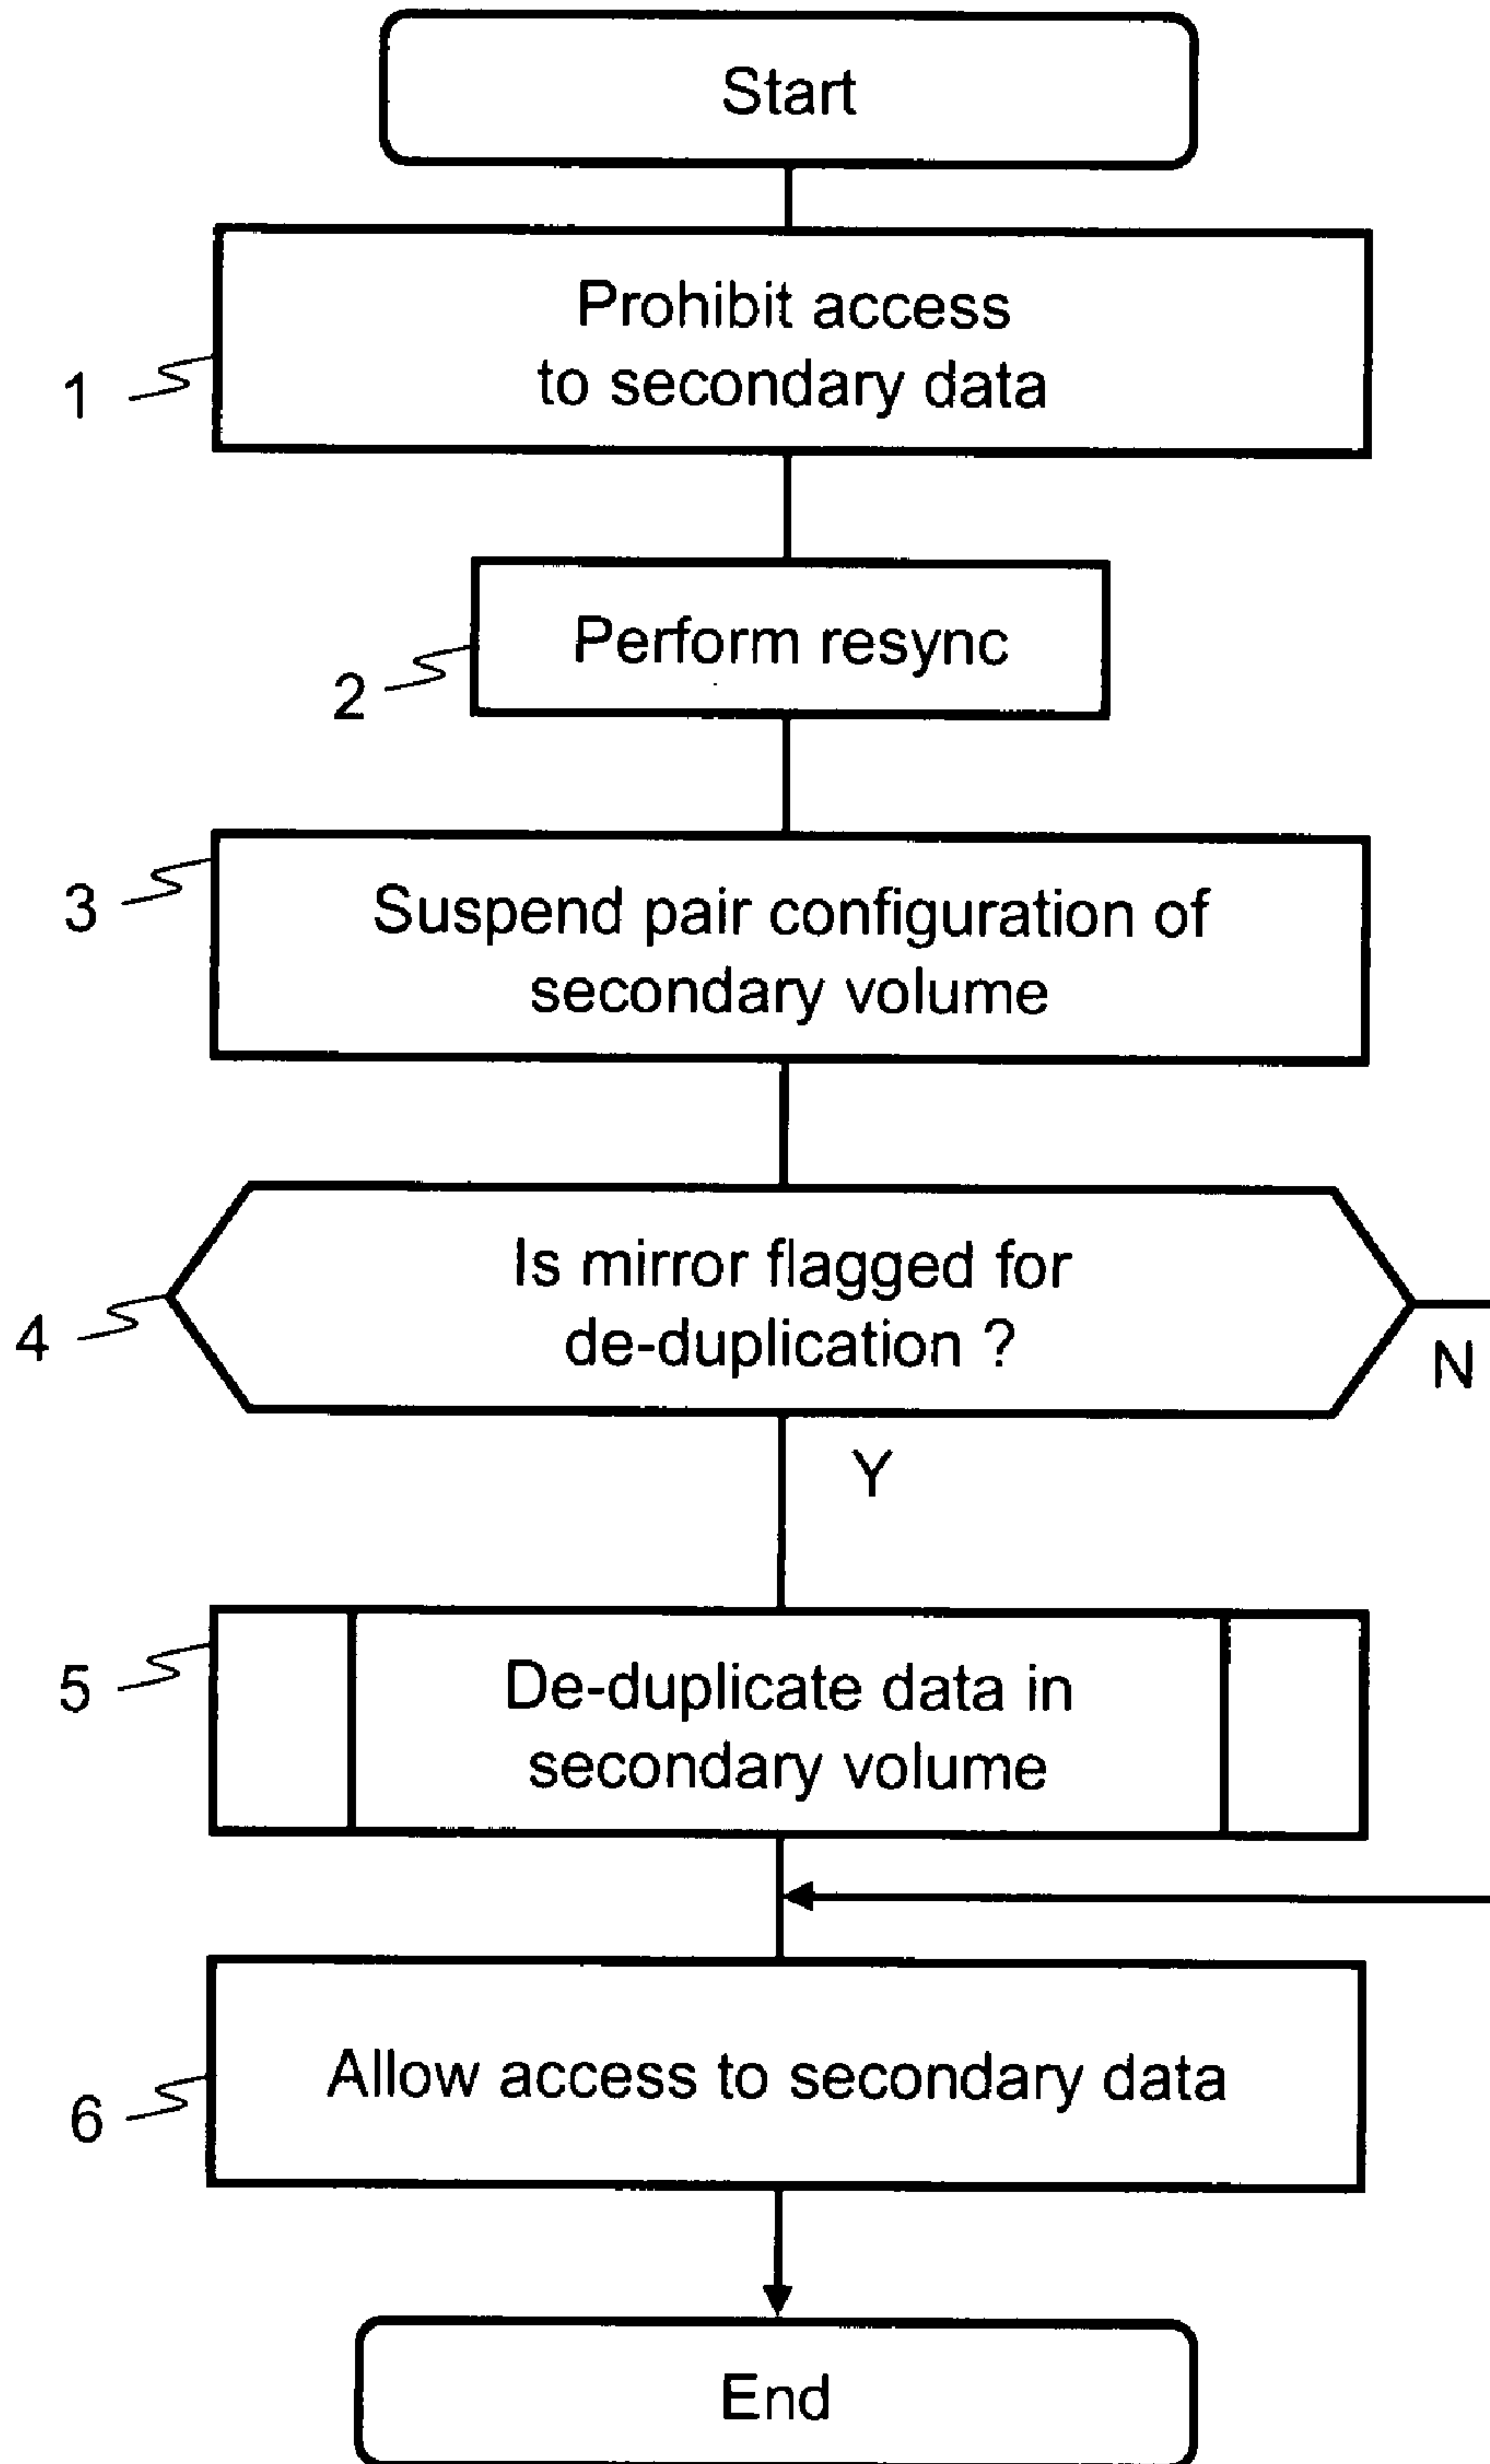 Start
Prohibit access
to secondary data
1
Perform resync
2
3
Suspend pair configuration of
secondary volume
Is mirror flagged for
de-duplication ?
4
N
Y
De-duplicate data in
secondary volume
5
Allow access to secondary data
6
End